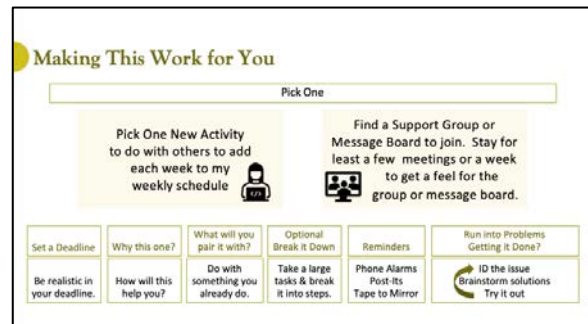 Making This Work for You
Pick One
Pick One New Activity
to do with others to add
each week to my
weekly schedule
Find a Support Group or
Message Board to join. Stay for
least a few meetings or a week
to get a feel for the
group or message board.
Set a Deadline
Be realistic in
your deadline.
Why this one?
How will this
help you?
What will you
pair it with?
Do with
something you
already do.
Optional
Break it Down
Take a large
tasks & break
it into steps.
Reminders
Phone Alarms
Post-Its
Tape to Mirror
Run into Problems
Getting it Done?
ID the issue
Brainstorm solutions
Try it out